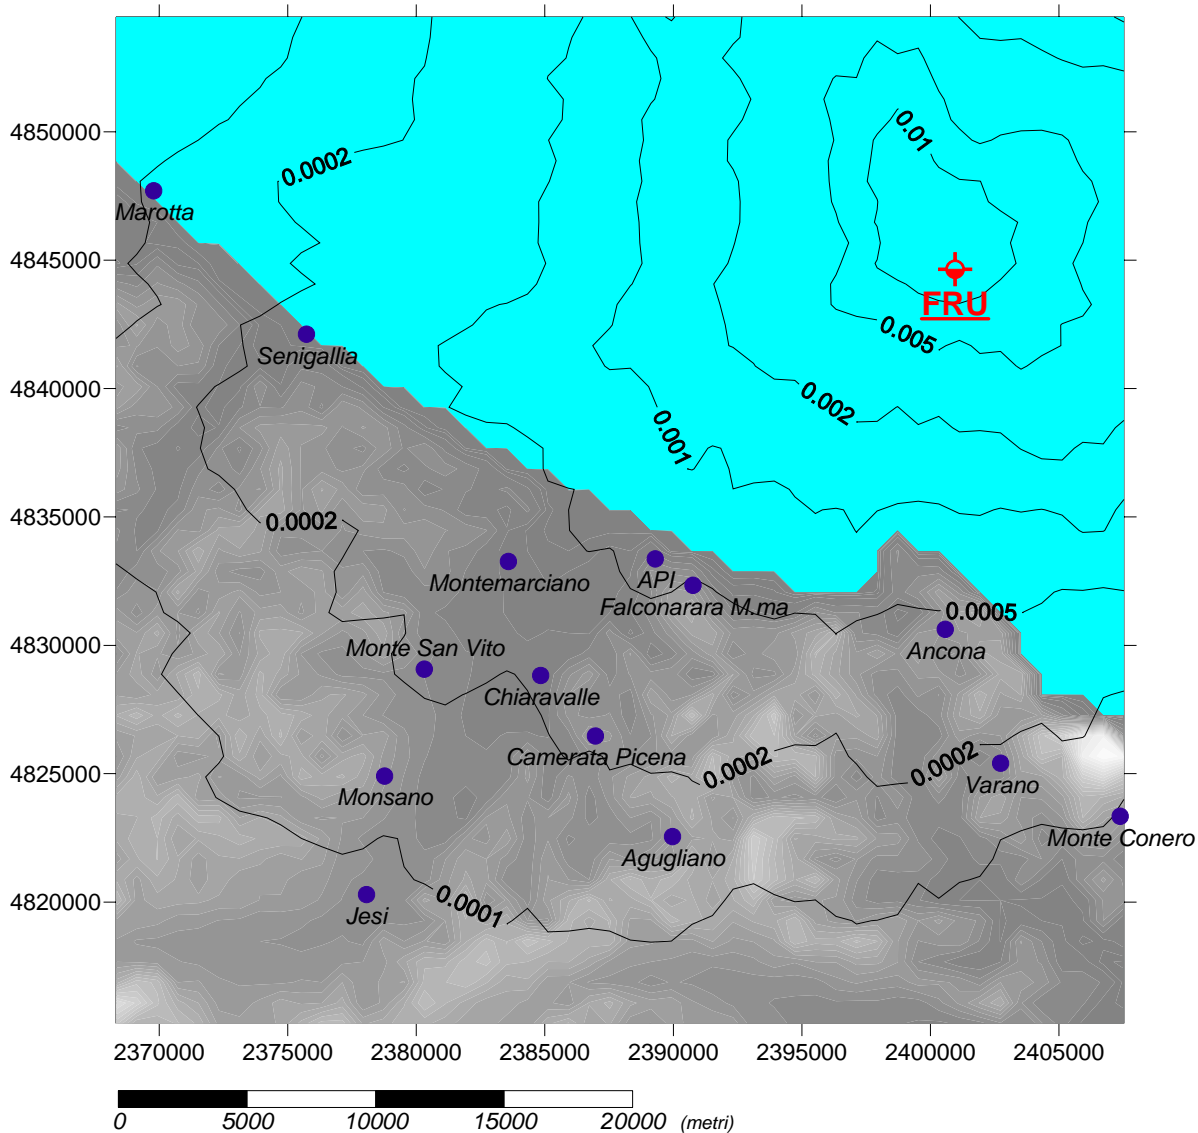 4850000
0.01
0.0002
Marotta
4845000
FRU
0.005
Senigallia
4840000
0.002
0.001
4835000
0.0002
Montemarciano
API
Falconarara M.ma
0.0005
4830000
Monte San Vito
Ancona
Chiaravalle
Camerata Picena
0.0002
0.0002
4825000
Varano
Monsano
Monte Conero
Agugliano
4820000
0.0001
Jesi
2370000 2375000 2380000 2385000 2390000 2395000 2400000 2405000
0 5000 10000 15000 20000 (metri)